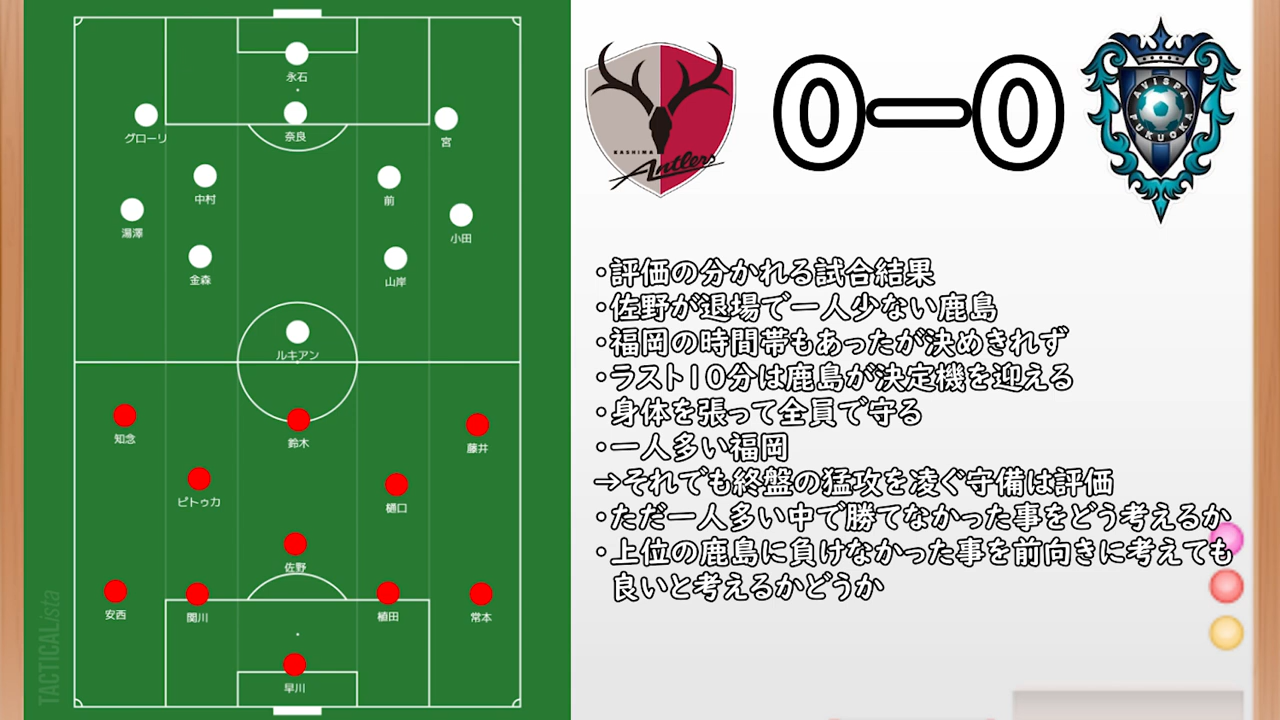 永石
グローリ
奈良
宮
中村
前
湯澤
小田
金森
山岸
ルキアン
知念
鈴木
藤井
ピトゥカ
樋口
佐野
安西
関川
植田
常本
早川
TACTICALista
KASHIMA
Antlers
0-0
AVISPA
FUKUOKA
・評価の分かれる試合結果
・佐野が退場で一人少ない鹿島
・福岡の時間帯もあったが決めきれず
・ラスト10分は鹿島が決定機を迎える
・身体を張って全員で守る
・一人多い福岡
→それでも終盤の猛攻を凌ぐ守備は評価
・ただ一人多い中で勝てなかった事をどう考えるか
・上位の鹿島に負けなかった事を前向きに考えても
良いと考えるかどうか